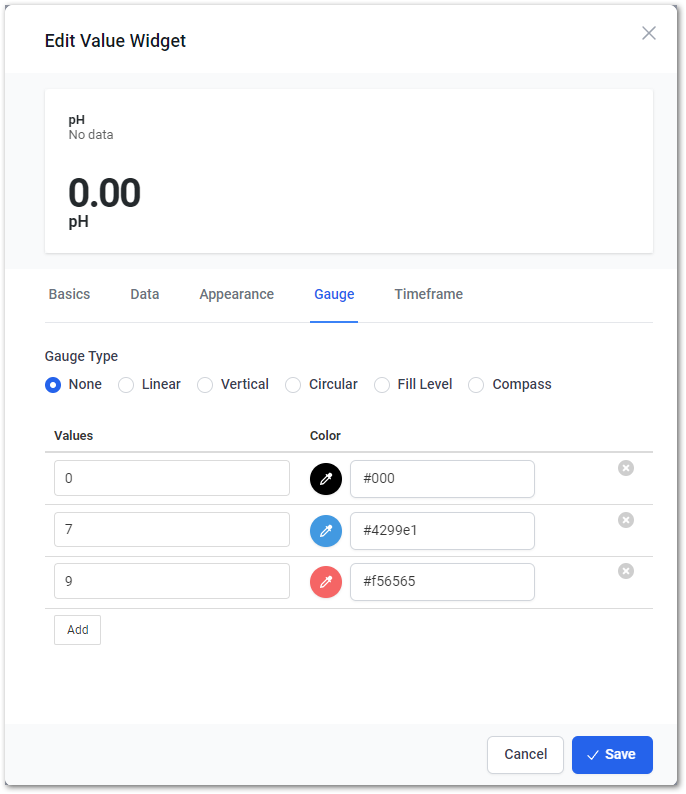 Edit Value Widget
pH
No data
0.00
pH
Basics Data Appearance Gauge Timeframe
Gauge Type
None Linear Vertical Circular Fill Level Compass
Values Color
0 #000
7 #4299e1
9 #f56565
Add
Cancel Save